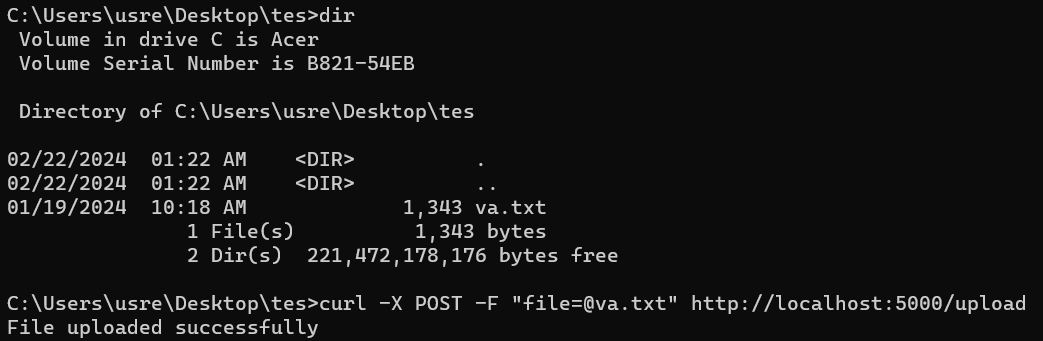 C:\Users\usre\Desktop\tes>dir
 Volume in drive C is Acer
 Volume Serial Number is B821-54EB

 Directory of C:\Users\usre\Desktop\tes

02/22/2024  01:22 AM    <DIR>          .
02/22/2024  01:22 AM    <DIR>          ..
01/19/2024  10:18 AM             1,343 va.txt
               1 File(s)          1,343 bytes
               2 Dir(s)  221,472,178,176 bytes free

C:\Users\usre\Desktop\tes>curl -X POST -F "file=@va.txt" http://localhost:5000/upload
File uploaded successfully